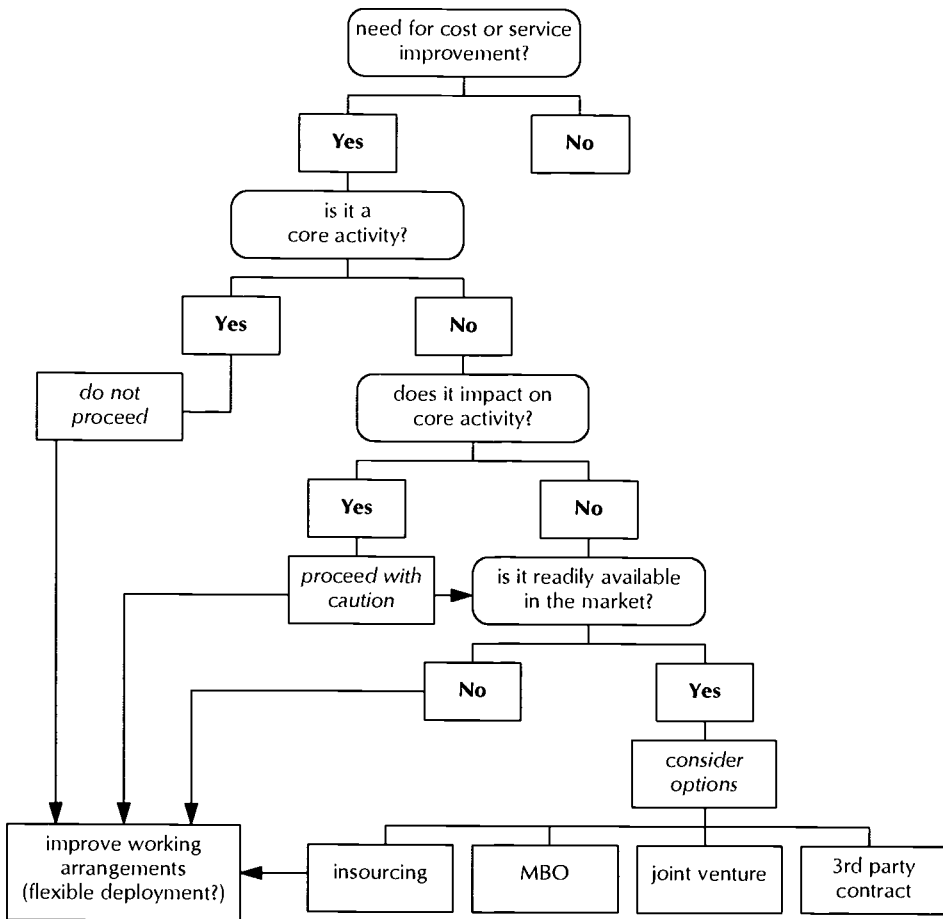 need for cost or service
improvement?
Yes
No
is it a
core activity?
Yes
No
do not
proceed
does it impact on
core activity?
Yes
No
proceed with
caution
is it readily available
in the market?
No
Yes
consider
options
improve working
arrangements
(flexible deployment?)
insourcing
MBO
joint venture
3rd party
contract